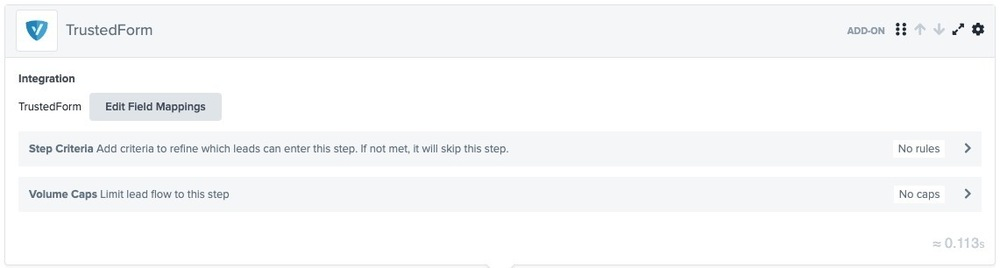 TrustedForm ADD-ON
Integration
TrustedForm Edit Field Mappings
Step Criteria Add criteria to refine which leads can enter this step. If not met, it will skip this step. No rules
Volume Caps Limit lead flow to this step No caps
≈ 0.113s